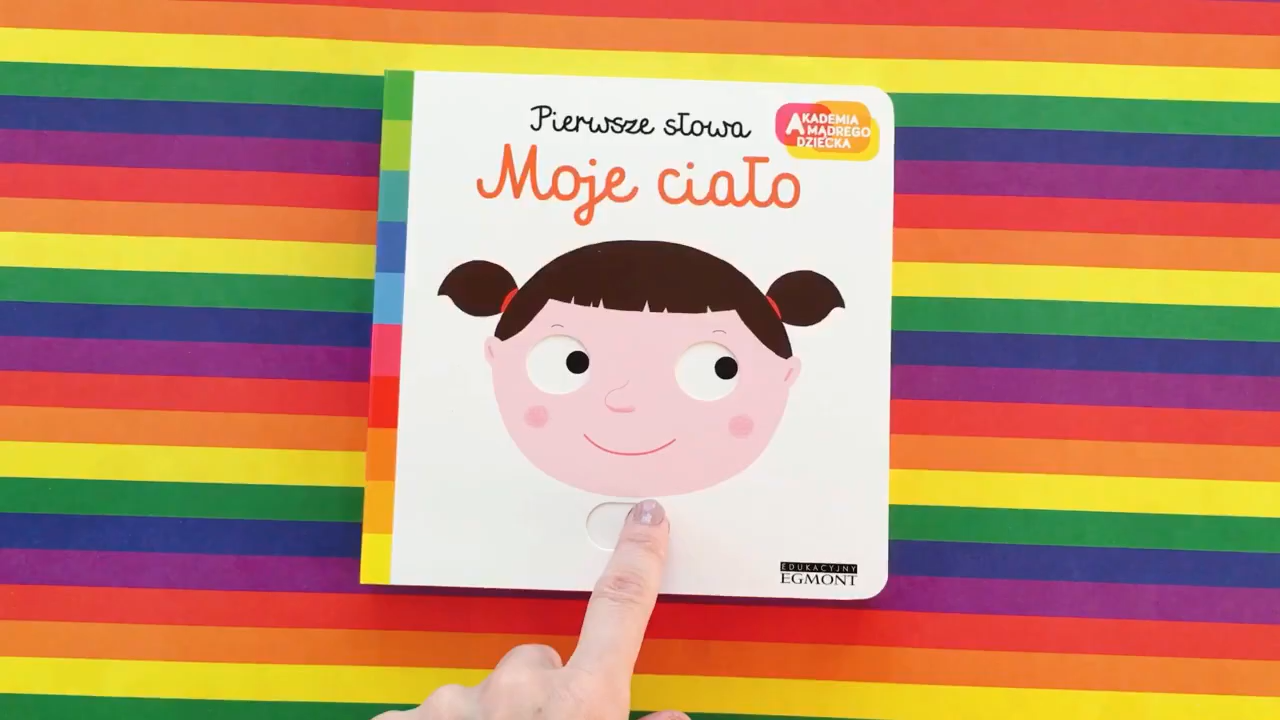 Pierwsze słowa
Moje ciało
AKADEMIA
MĄDREGO
DZIECKA
EDUKACYJNY
EGMONT